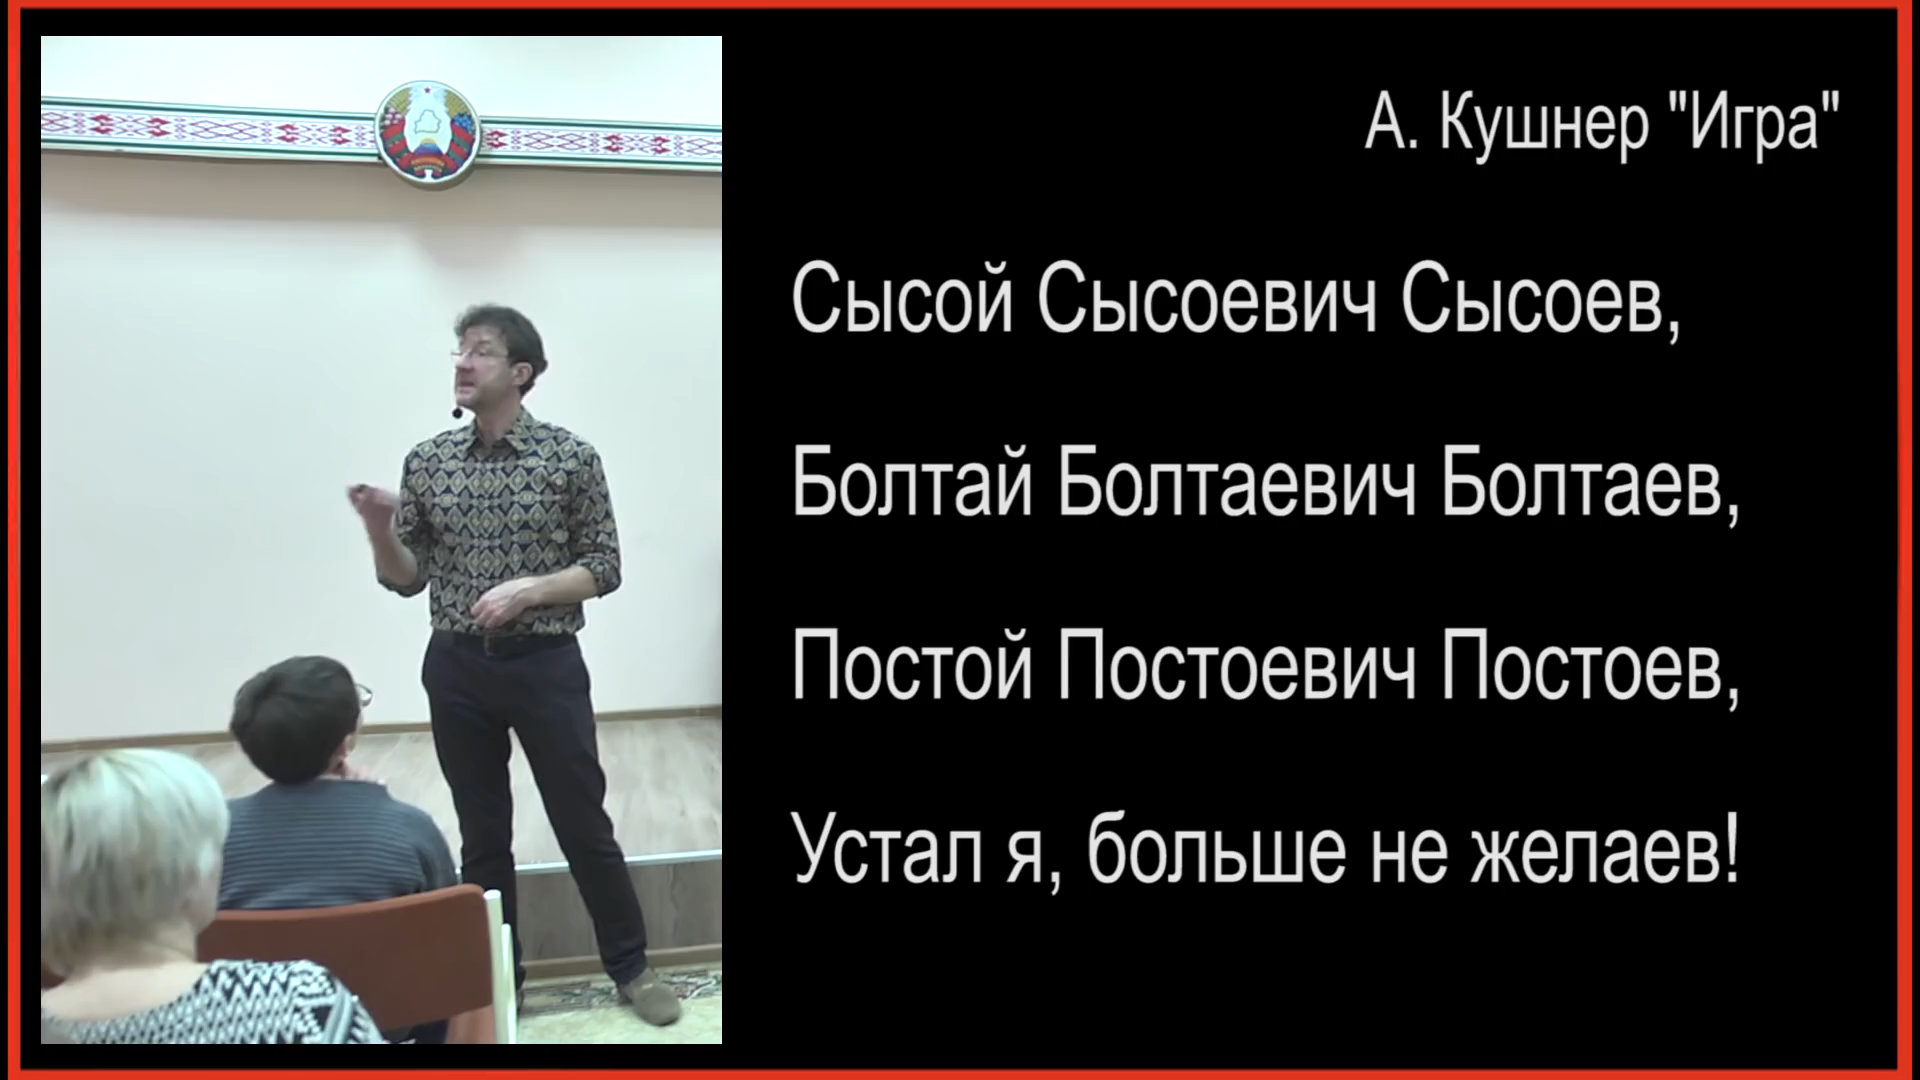 А. Кушнер "Игра"
Сысой Сысоевич Сысоев,
Болтай Болтаевич Болтаев,
Постой Постоевич Постоев,
Устал я, больше не желаев!